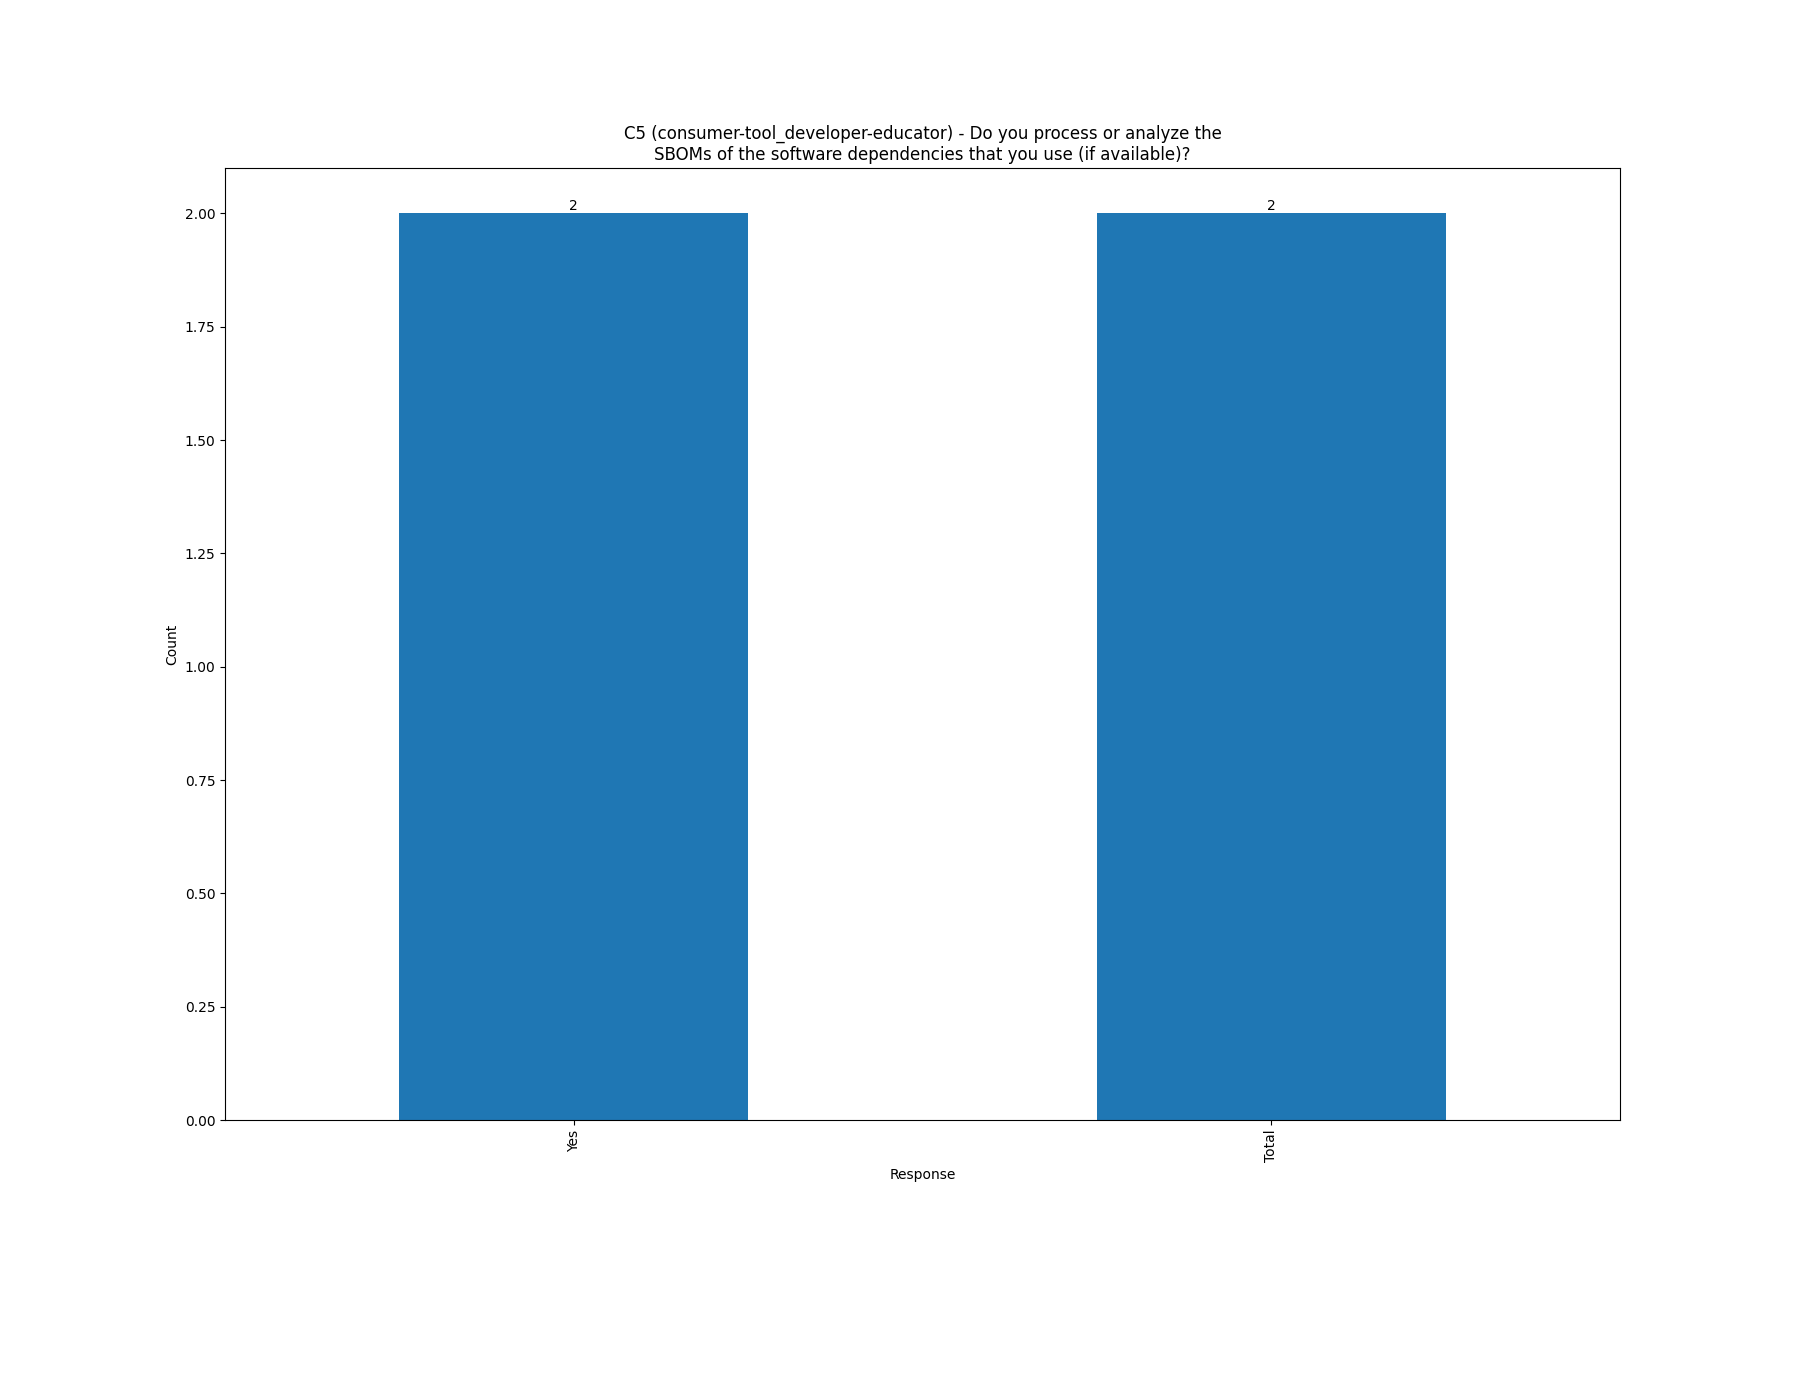 C5 (consumer-tool_developer-educator) - Do you process or analyze the
SBOMs of the software dependencies that you use (if available)?
2
2
2.00
1.75
1.50
1.25
1.00
0.75
0.50
0.25
0.00
Count
Yes
Total
Response